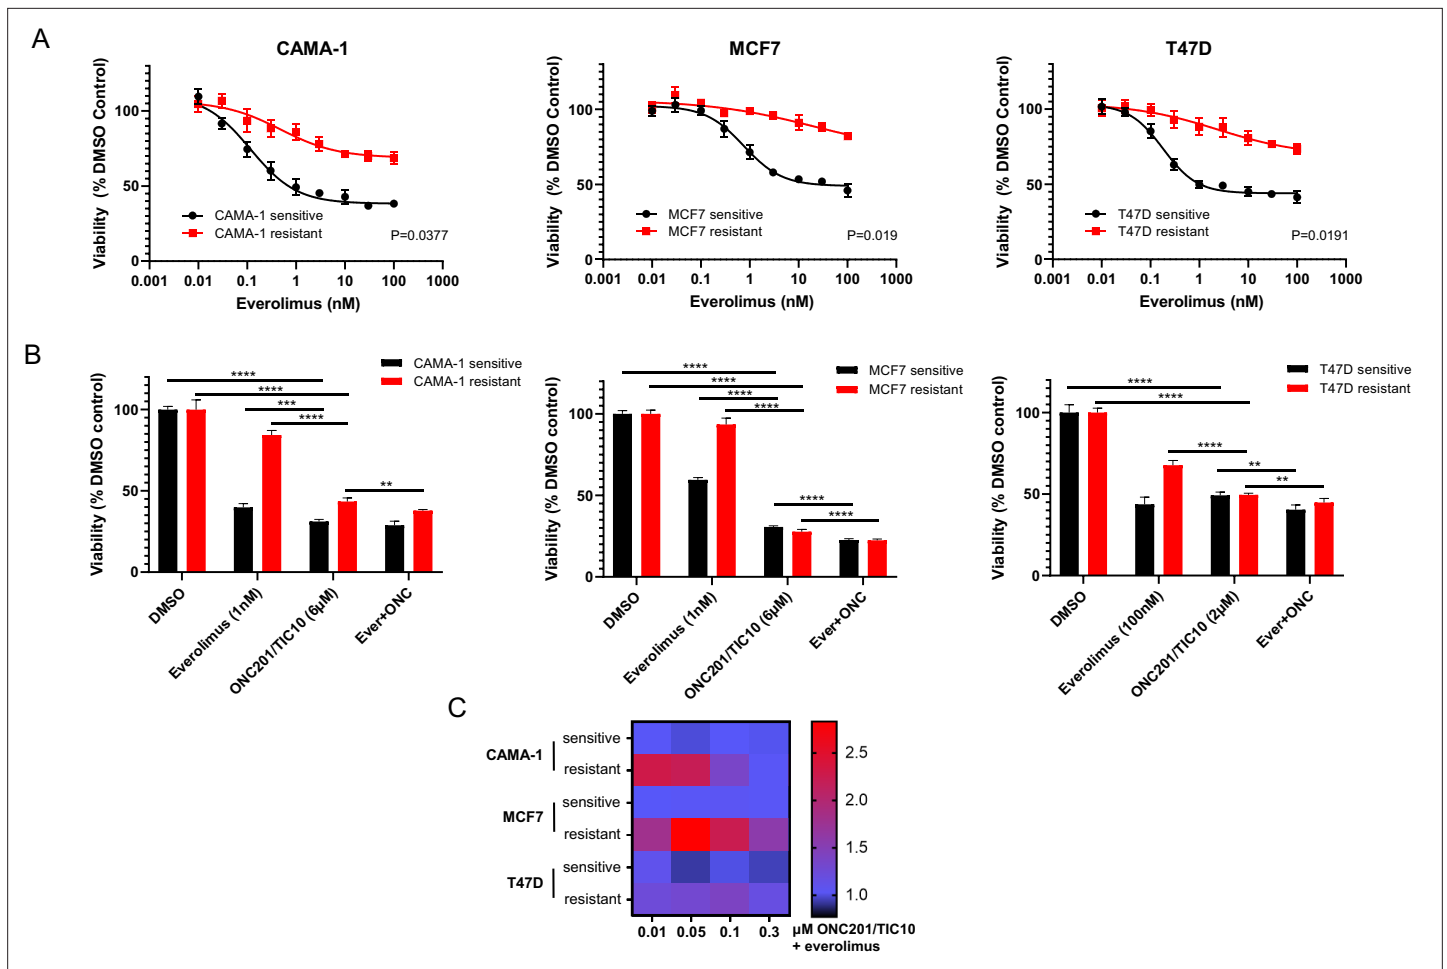 A
CAMA-1
Viability (% DMSO Control)
100
50
0
CAMA-1 sensitive
CAMA-1 resistant
P=0.0377
0.001 0.01 0.1 1 10 100 1000
Everolimus (nM)
MCF7
Viability (% DMSO Control)
100
50
0
MCF7 sensitive
MCF7 resistant
P=0.019
0.001 0.01 0.1 1 10 100 1000
Everolimus (nM)
T47D
Viability (% DMSO Control)
100
50
0
T47D sensitive
T47D resistant
P=0.0191
0.001 0.01 0.1 1 10 100 1000
Everolimus (nM)
B
CAMA-1 sensitive
CAMA-1 resistant
Viability (% DMSO control)
100
50
0
****
****
***
****
**
DMSO
Everolimus (1nM)
ONC201/TIC10 (6µM)
Ever+ONC
MCF7 sensitive
MCF7 resistant
Viability (% DMSO control)
100
50
0
****
****
****
****
****
****
DMSO
Everolimus (1nM)
ONC201/TIC10 (6µM)
Ever+ONC
T47D sensitive
T47D resistant
Viability (% DMSO control)
100
50
0
****
****
****
**
**
DMSO
Everolimus (100nM)
ONC201/TIC10 (2µM)
Ever+ONC
C
CAMA-1
sensitive
resistant
MCF7
sensitive
resistant
T47D
sensitive
resistant
0.01 0.05 0.1 0.3
µM ONC201/TIC10
+ everolimus
2.5
2.0
1.5
1.0